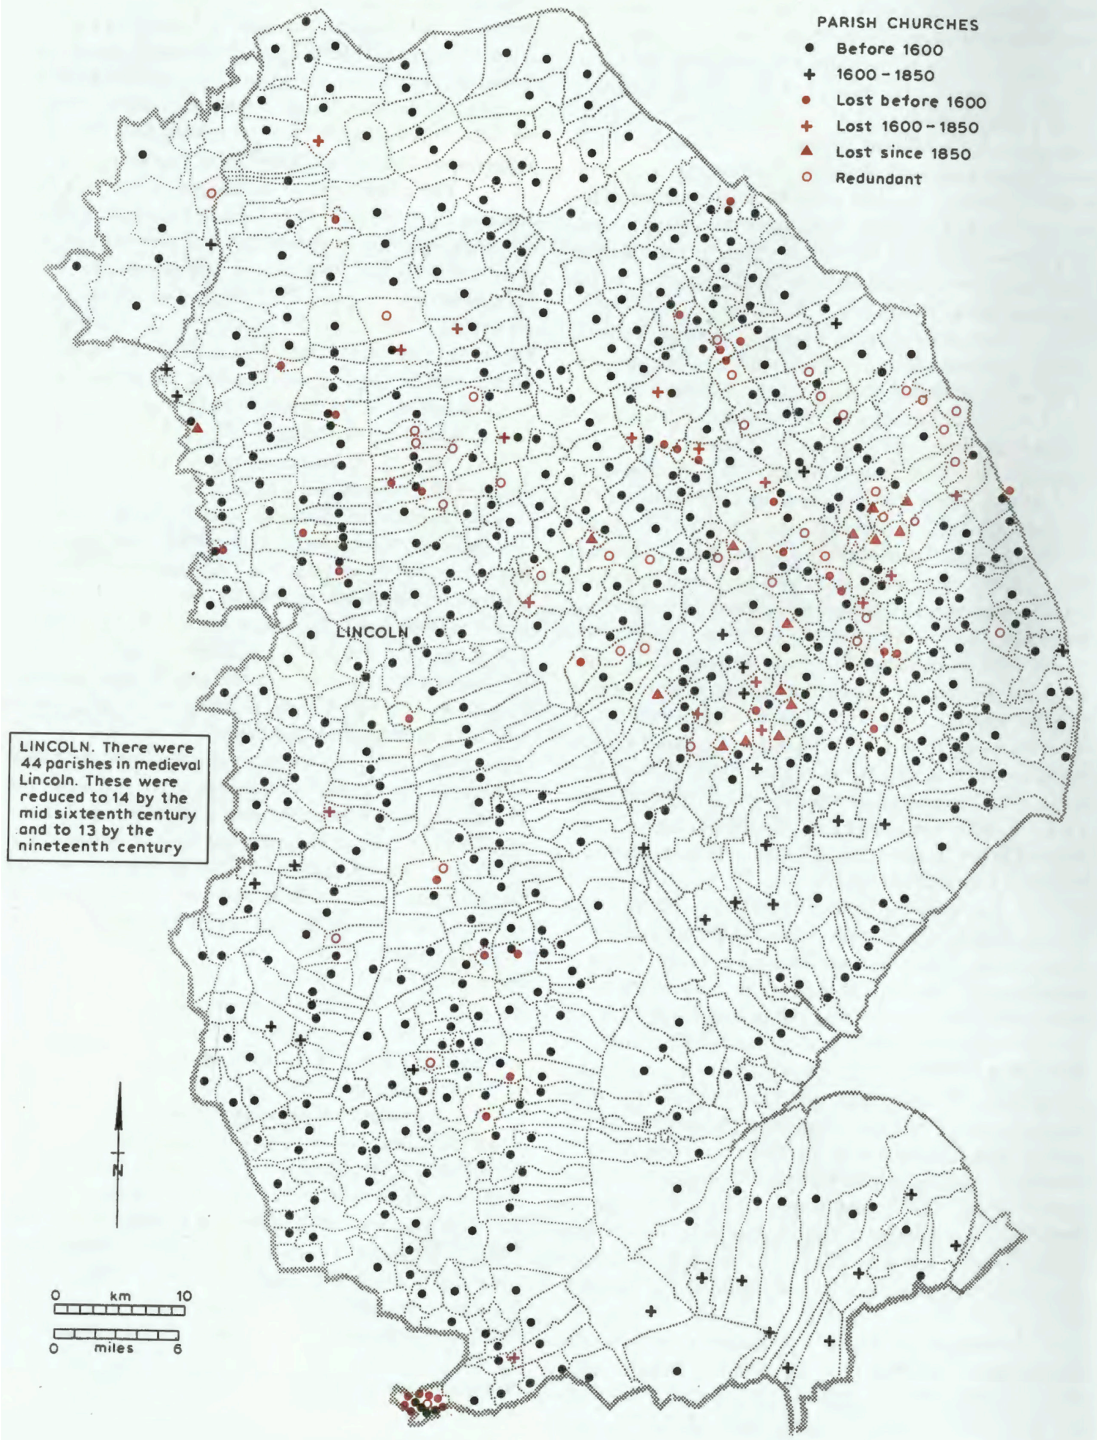 PARISH CHURCHES
Before 1600
1600-1850
Lost before 1600
Lost 1600-1850
Lost since 1850
Redundant
LINCOLN
LINCOLN. There were
44 parishes in medieval
Lincoln. These were
reduced to 14 by the
mid sixteenth century
and to 13 by the
nineteenth century
N
0 km 10
0 miles 6